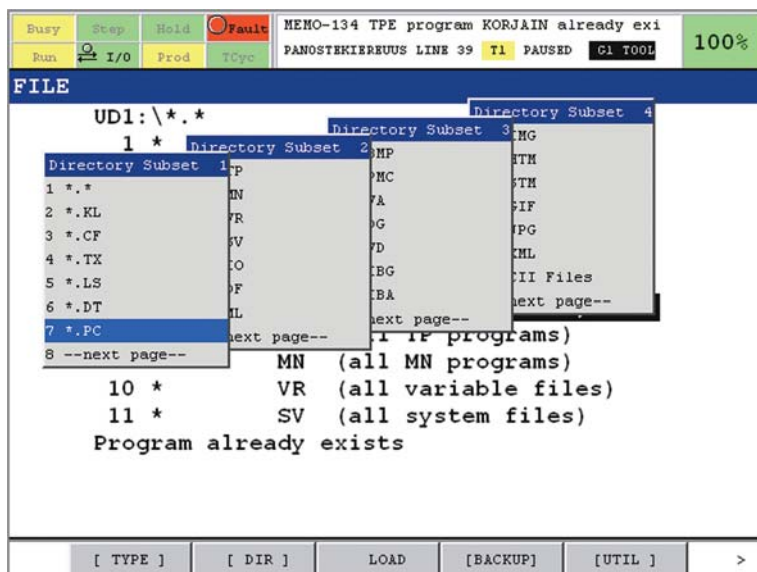 Busy Step Hold Fault MEMO-134 TPE program KORJAIN already exi
Run I/O Prod TCyc PANOSTEKIEREUUS LINE 39 T1 PAUSED G1 TOOL 100%
FILE
UD1:\*.*
1 *
Directory Subset 1
1 *.*
2 *.KL
3 *.CF
4 *.TX
5 *.LS
6 *.DT
7 *.PC
8 --next page--
Directory Subset 2
TP
MN
VR
SV
IO
DF
ML
next page--
Directory Subset 3
BMP
PMC
VA
DG
VD
IBG
IBA
next page--
Directory Subset 4
IMG
HTM
STM
GIF
JPG
XML
CII Files
next page--
TP programs)
MN (all MN programs)
10 * VR (all variable files)
11 * SV (all system files)
Program already exists
[ TYPE ] [ DIR ] LOAD [BACKUP] [UTIL ] >